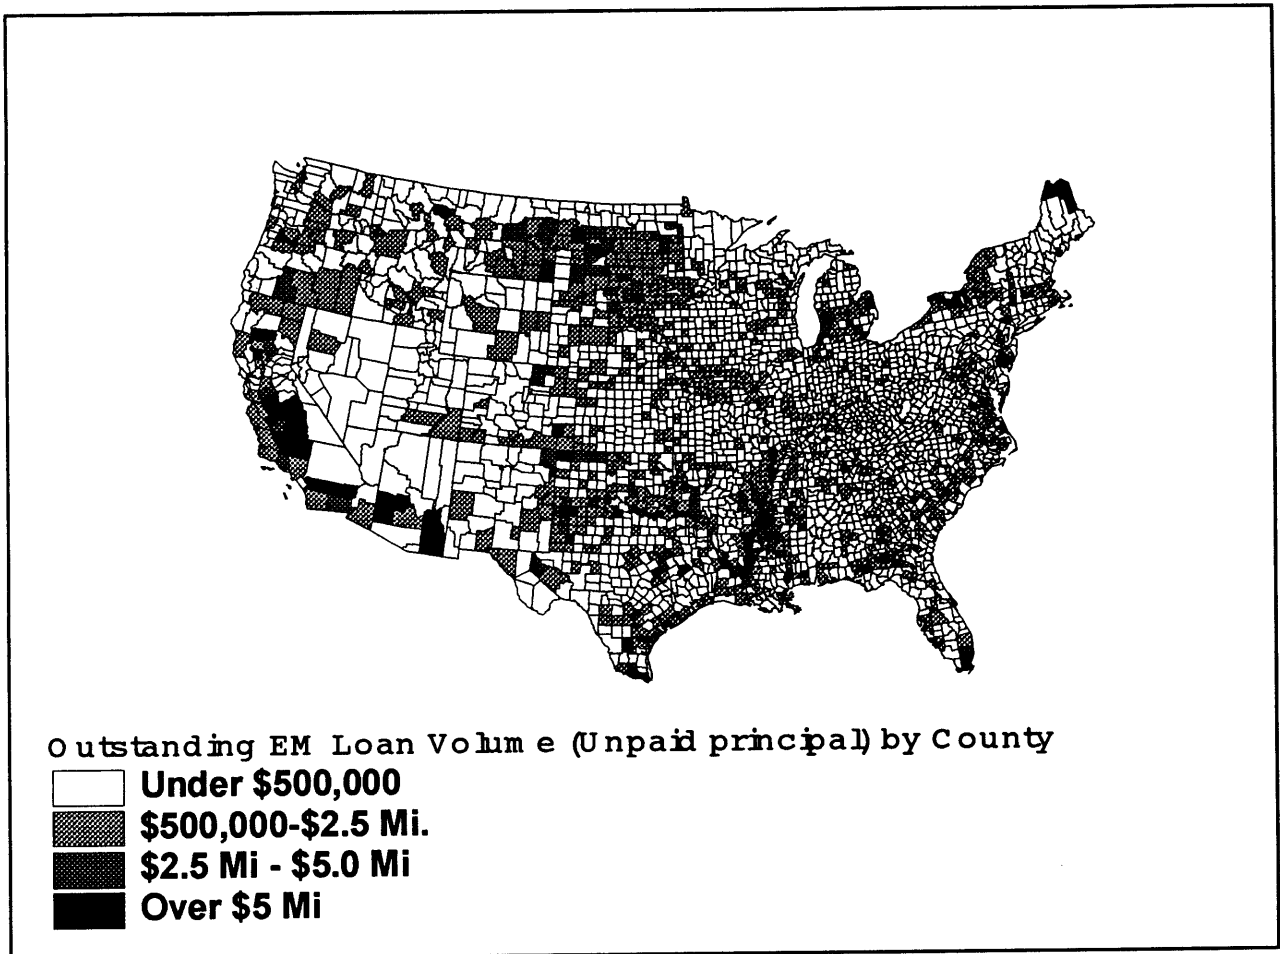 Outstanding EM Loan Volume (Unpaid principal) by County
Under $500,000
$500,000-$2.5 Mi.
$2.5 Mi - $5.0 Mi
Over $5 Mi